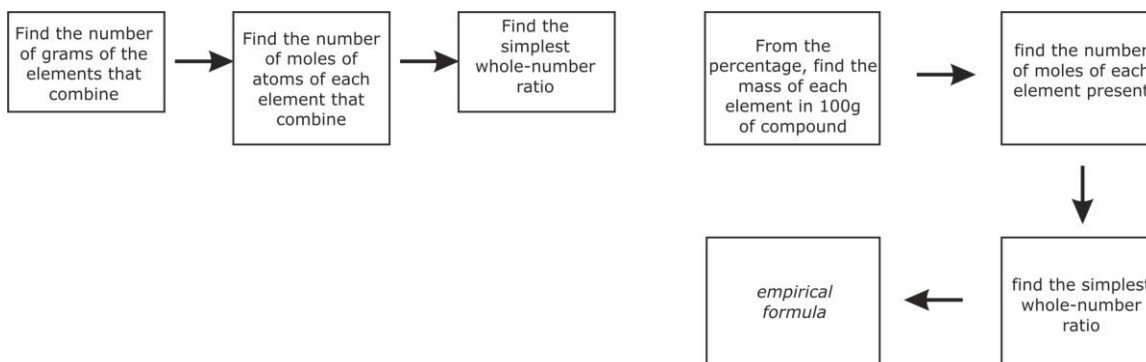 Find the number
of grams of the
elements that
combine
Find the number
of moles of
atoms of each
element that
combine
Find the
simplest
whole-number
ratio
From the
percentage, find the
mass of each
element in 100g
of compound
find the number
of moles of each
element present
find the simplest
whole-number
ratio
empirical
formula